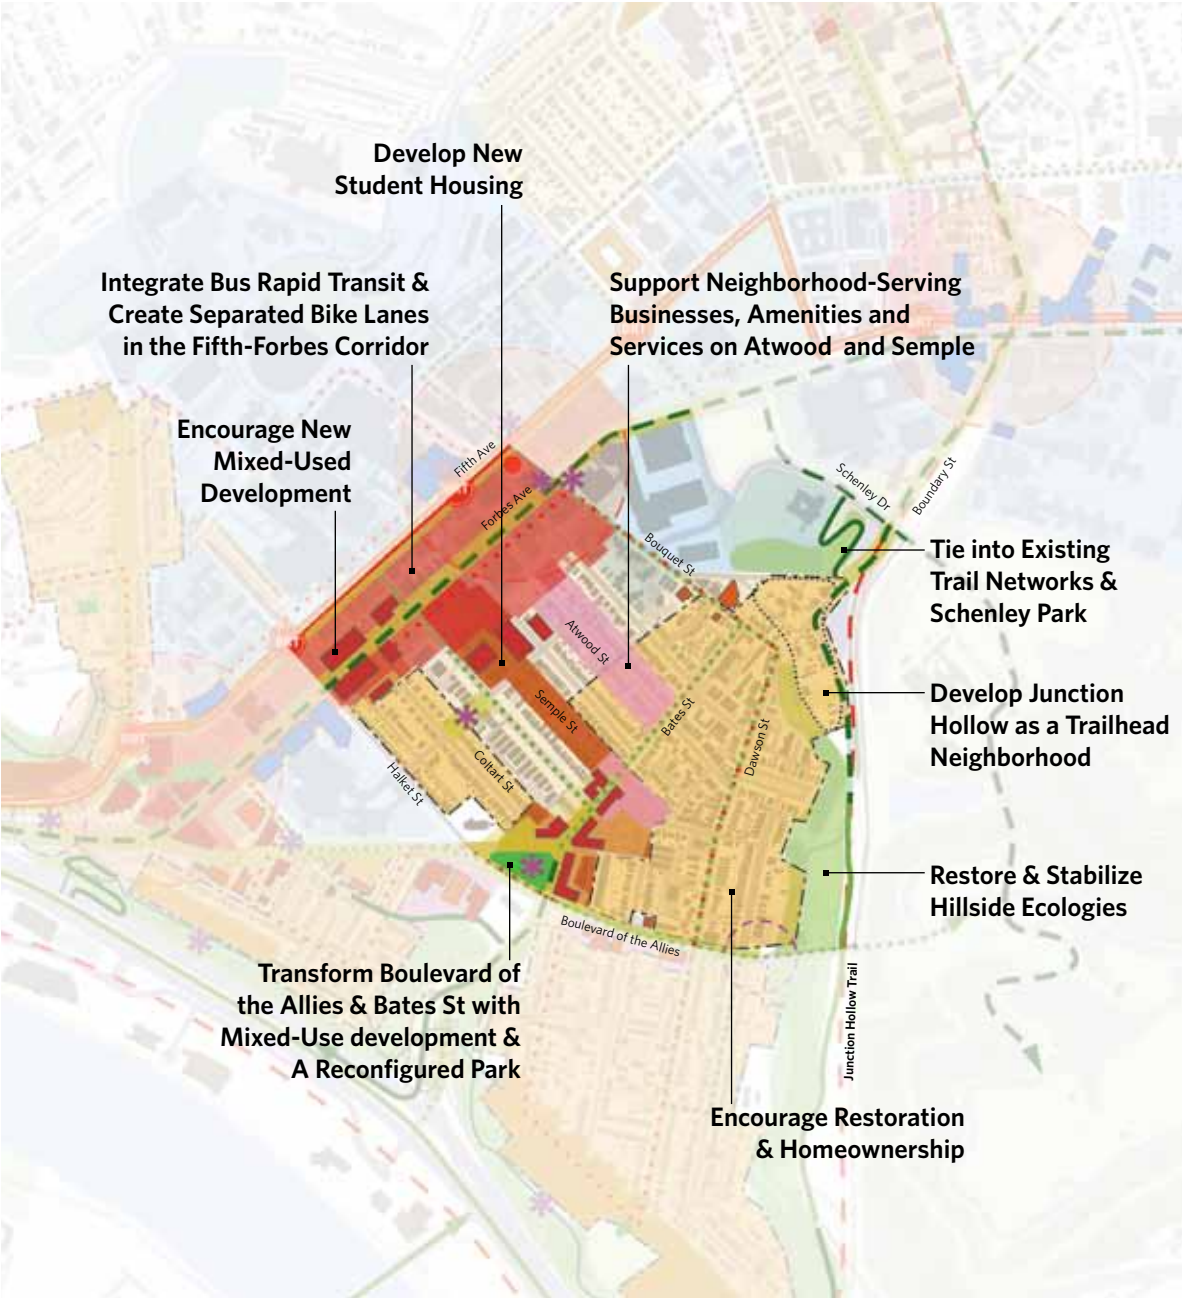 Develop New
Student Housing
Integrate Bus Rapid Transit &
Create Separated Bike Lanes
in the Fifth-Forbes Corridor
Support Neighborhood-Serving
Businesses, Amenities and
Services on Atwood and Semple
Encourage New
Mixed-Used
Development
Fifth Ave
Forbes Ave
Schenley Dr
Boundary St
Bouquet St
Tie into Existing
Trail Networks &
Schenley Park
Atwood St
Semple St
Bates St
Dawson St
Coltart St
Halket St
Develop Junction
Hollow as a Trailhead
Neighborhood
Restore & Stabilize
Hillside Ecologies
Boulevard of the Allies
Transform Boulevard of
the Allies & Bates St with
Mixed-Use development &
A Reconfigured Park
Junction Hollow Trail
Encourage Restoration
& Homeownership